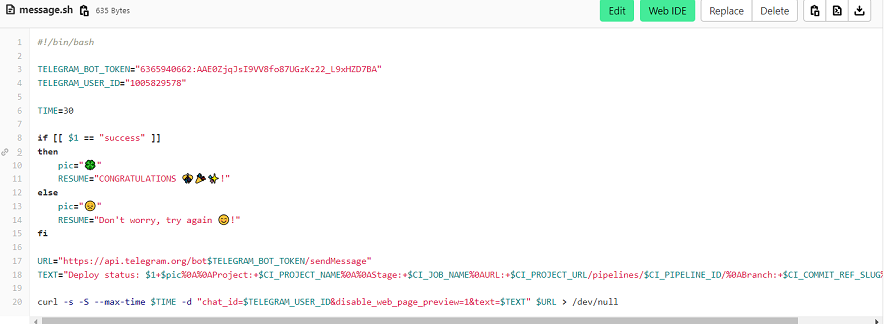 message.sh 635 Bytes Edit Web IDE Replace Delete
1 #!/bin/bash
2
3 TELEGRAM_BOT_TOKEN="6365940662:AAE0ZjqJsI9VV8fo87UGzKz22_L9xHZD7BA"
4 TELEGRAM_USER_ID="1005829578"
5
6 TIME=30
7
8 if [[ $1 == "success" ]]
9 then
10 pic="🍀"
11 RESUME="CONGRATULATIONS 👏🎉✨!"
12 else
13 pic="😞"
14 RESUME="Don't worry, try again 😊!"
15 fi
16
17 URL="https://api.telegram.org/bot$TELEGRAM_BOT_TOKEN/sendMessage"
18 TEXT="Deploy status: $1+$pic%0A%0AProject:+$CI_PROJECT_NAME%0A%0AStage:+$CI_JOB_NAME%0AURL:+$CI_PROJECT_URL/pipelines/$CI_PIPELINE_ID/%0ABranch:+$CI_COMMIT_REF_SLUG%
19
20 curl -s -S --max-time $TIME -d "chat_id=$TELEGRAM_USER_ID&disable_web_page_preview=1&text=$TEXT" $URL > /dev/null